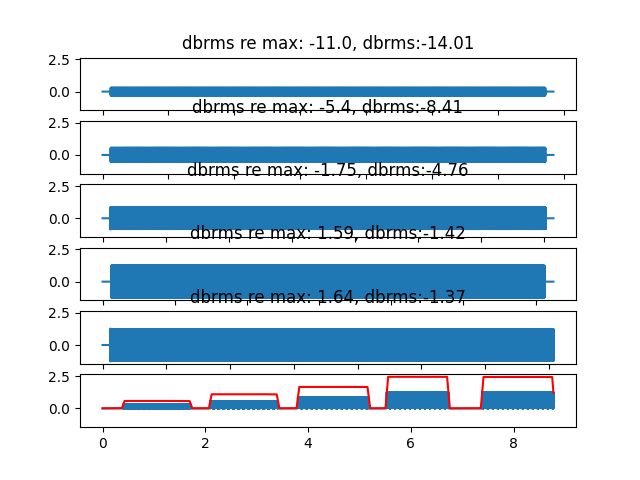 dbrms re max: -11.0, dbrms:-14.01
2.5
0.0
dbrms re max: -5.4, dbrms:-8.41
2.5
0.0
dbrms re max: -1.75, dbrms:-4.76
2.5
0.0
dbrms re max: 1.59, dbrms:-1.42
2.5
0.0
dbrms re max: 1.64, dbrms:-1.37
2.5
0.0
2.5
0.0
0 2 4 6 8